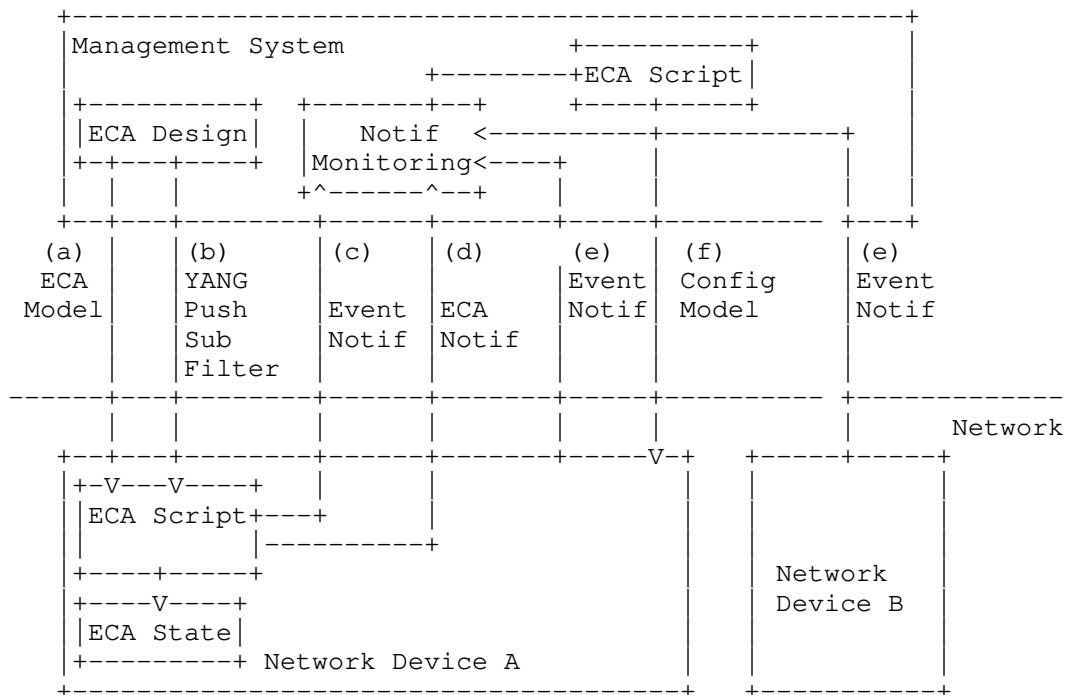 Management System
ECA Script
ECA Design Notif
Monitoring
(a) (b) (c) (d) (e) (f) (e)
ECA YANG Event Config Event
Model Push Event ECA Notif Model Notif
Sub Notif Notif
Filter
Network
ECA Script
Network
Device B
ECA State
Network Device A